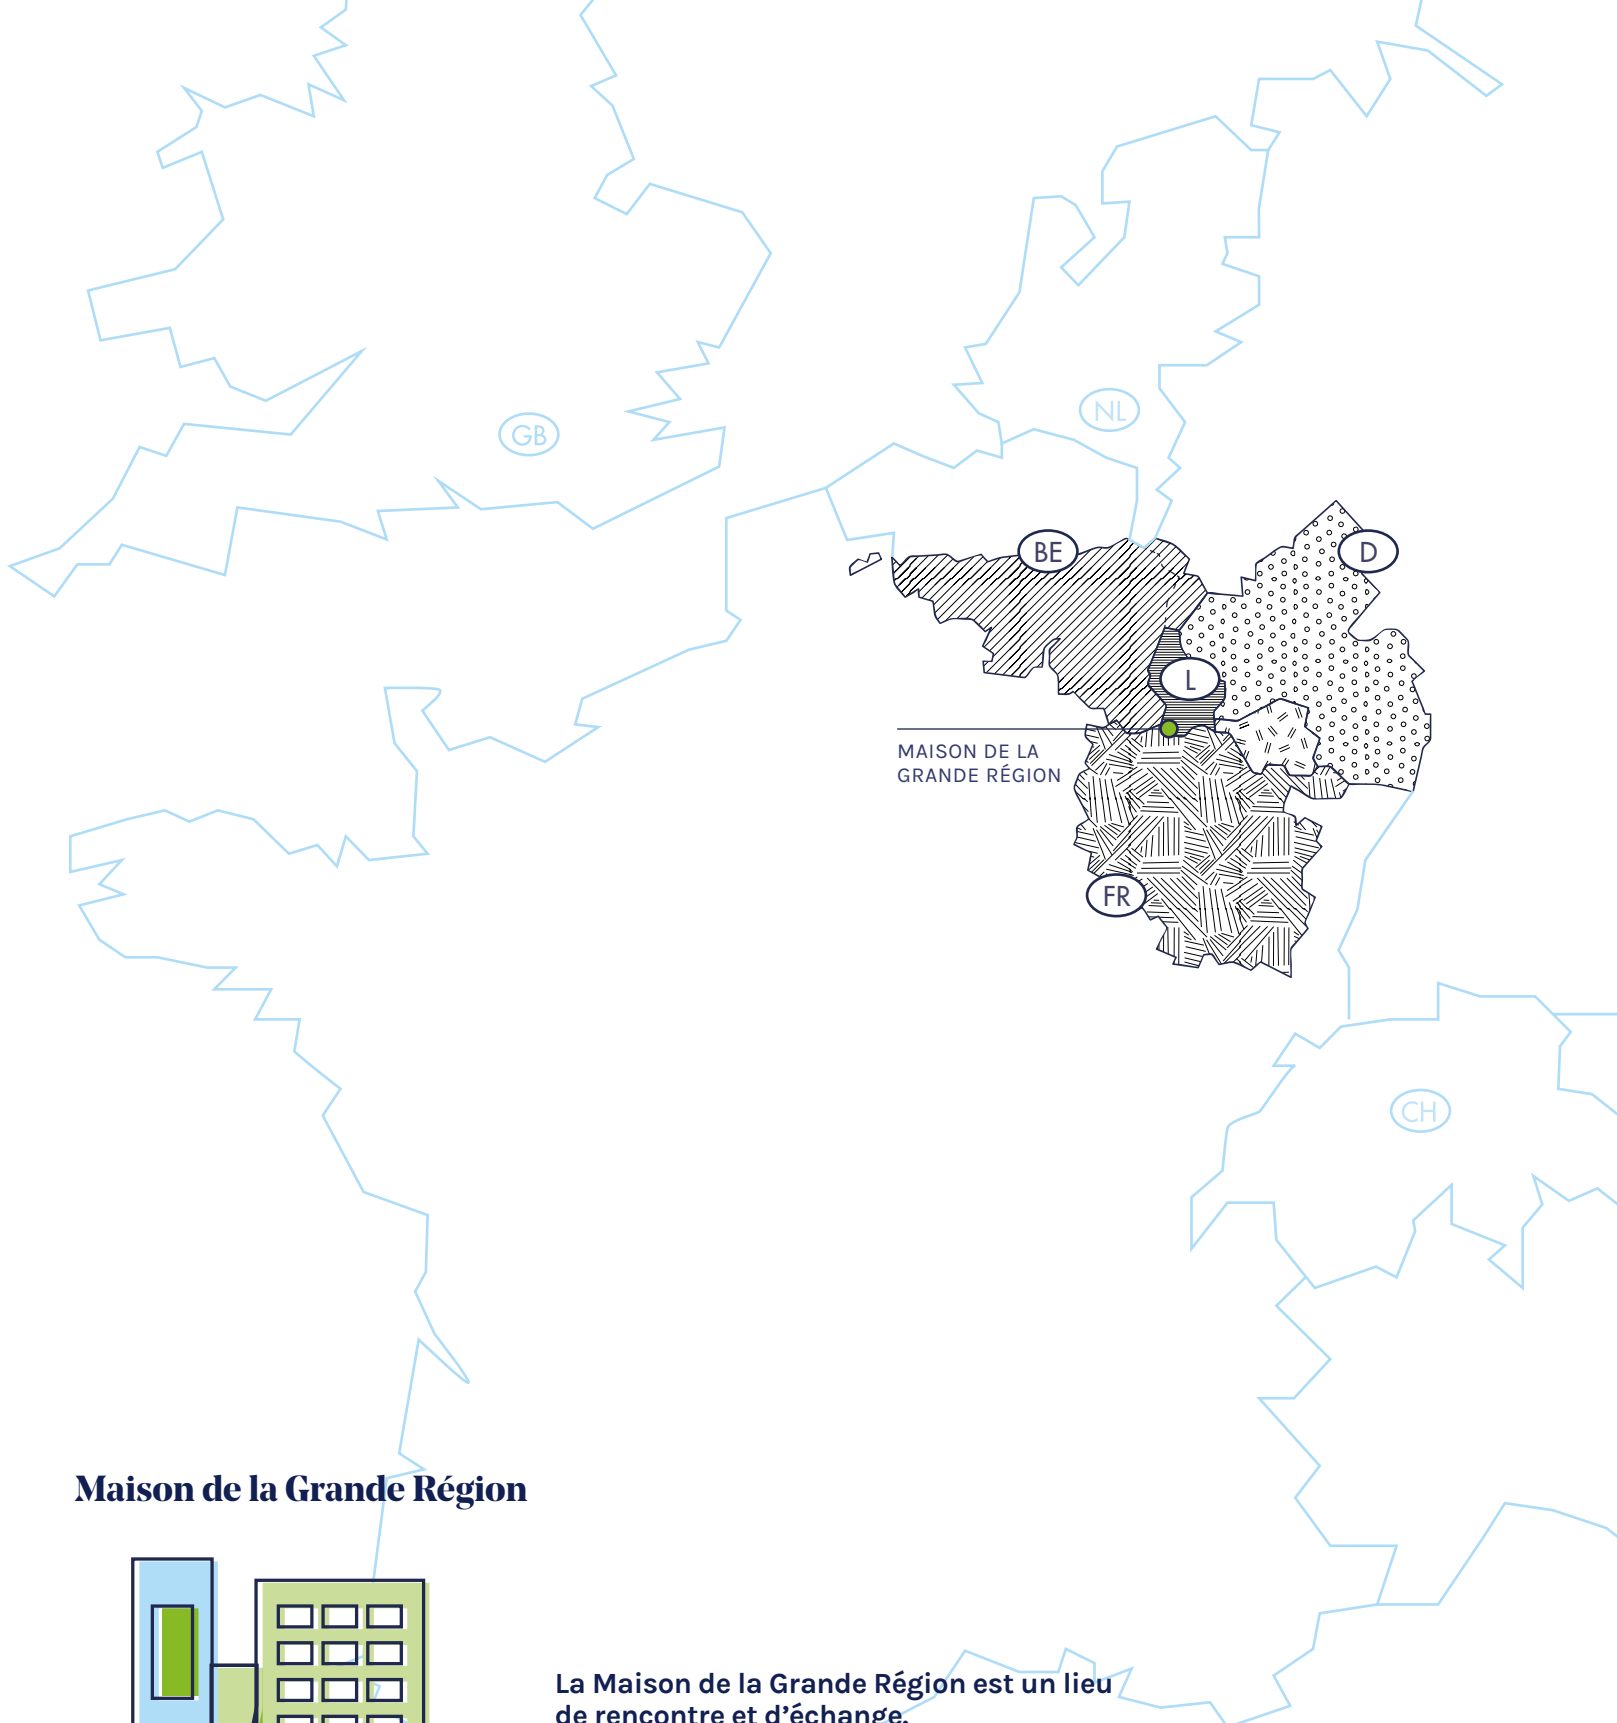 NL
GB
BE
D
L
MAISON DE LA
GRANDE RÉGION
FR
CH
Maison de la Grande Région
La Maison de la Grande Région est un lieu
de rencontre et d’échange.